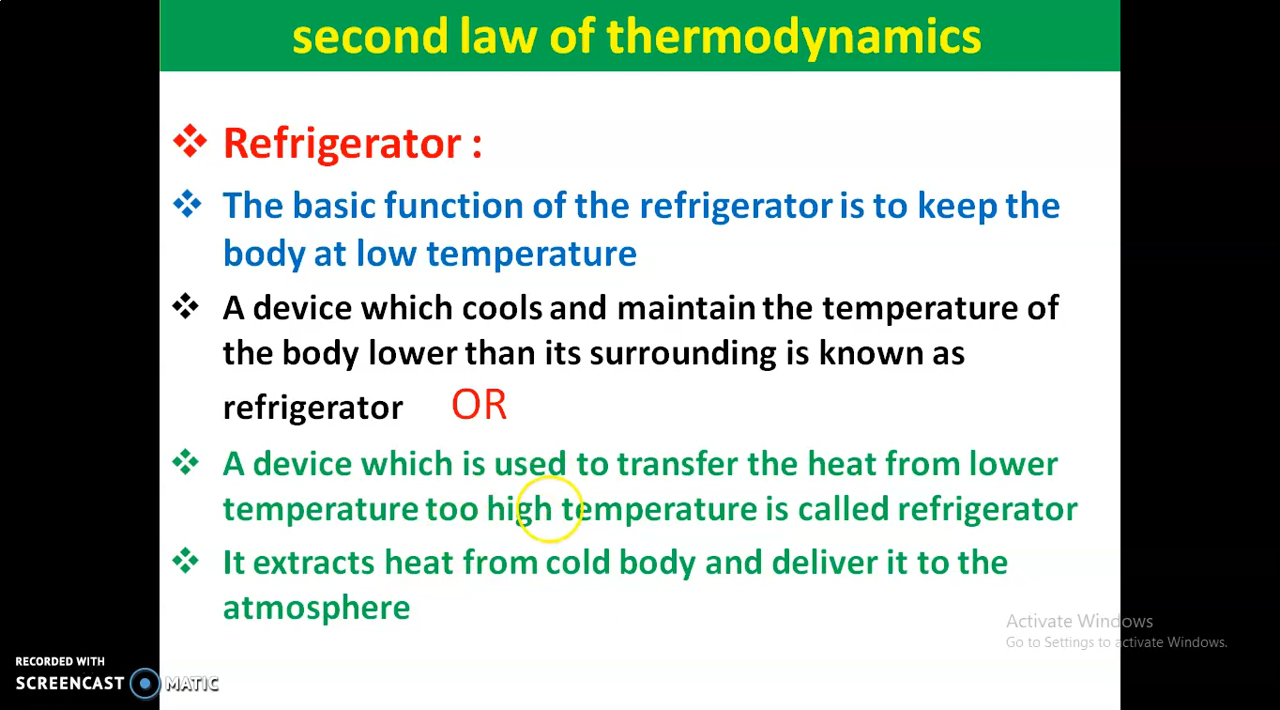 second law of thermodynamics
Refrigerator :
The basic function of the refrigerator is to keep the
body at low temperature
A device which cools and maintain the temperature of
the body lower than its surrounding is known as
refrigerator OR
A device which is used to transfer the heat from lower
temperature too high temperature is called refrigerator
It extracts heat from cold body and deliver it to the
atmosphere
Activate Windows
Go to Settings to activate Windows.
RECORDED WITH
SCREENCAST MATIC